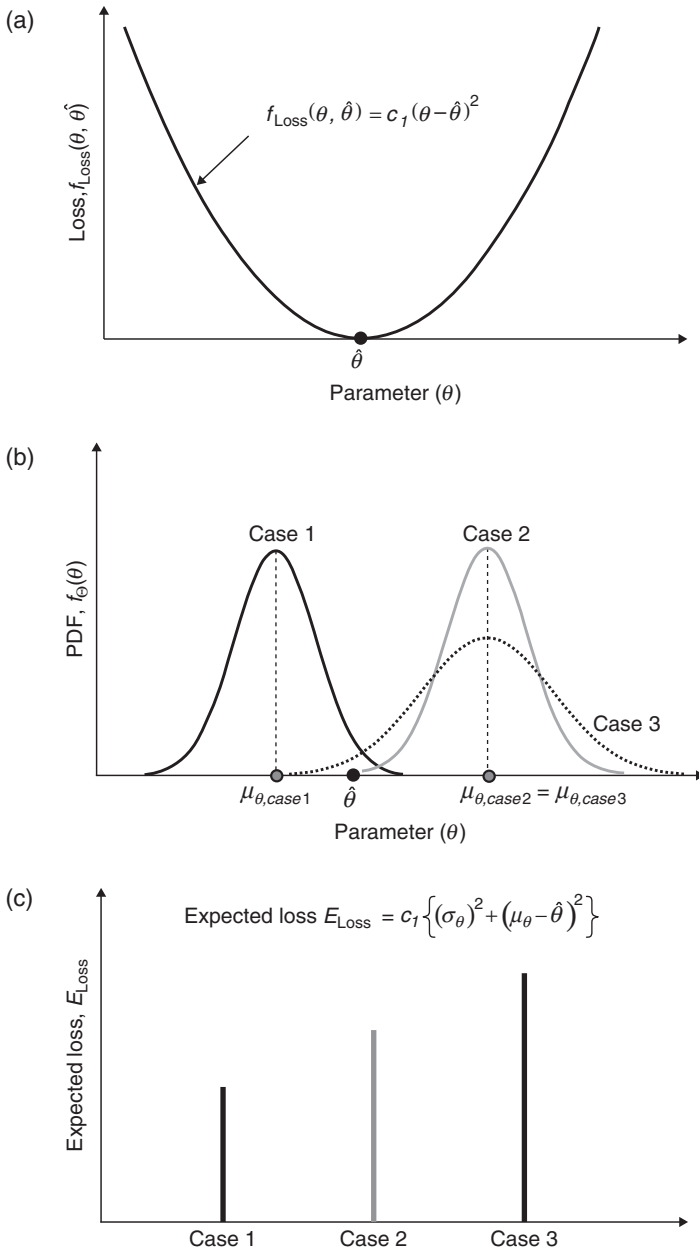 (a)
Loss, f_Loss(θ, θ̂)
f_Loss(θ, θ̂) = c_1(θ−θ̂)^2
θ̂
Parameter (θ)
(b)
PDF, f_Θ(θ)
Case 1
Case 2
Case 3
μ_θ,case1
θ̂
μ_θ,case2 = μ_θ,case3
Parameter (θ)
(c)
Expected loss E_Loss = c_1{(σ_θ)^2+(μ_θ−θ̂)^2}
Expected loss, E_Loss
Case 1
Case 2
Case 3